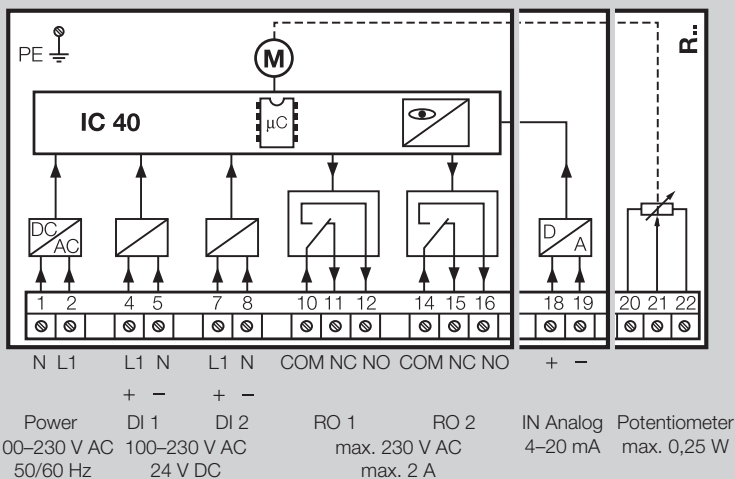 PE
M
R..
IC 40
µC
DC
AC
D
A
1 2 4 5 7 8 10 11 12 14 15 16 18 19 20 21 22
N L1 L1 N L1 N COM NC NO COM NC NO + −
+ − + −
Power DI 1 DI 2 RO 1 RO 2 IN Analog Potentiometer
00–230 V AC 100–230 V AC max. 230 V AC 4–20 mA max. 0,25 W
50/60 Hz 24 V DC max. 2 A